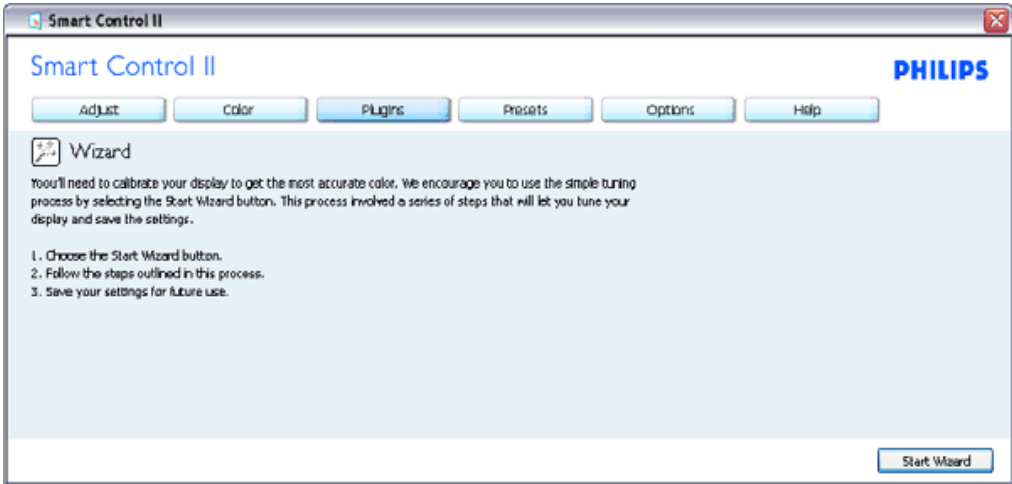 Smart Control II
Smart Control II
PHILIPS
Adjust Color Plugins Presets Options Help
Wizard
Yoou'll need to calibrate your display to get the most accurate color. We encourage you to use the simple tuning
process by selecting the Start Wizard button. This process involved a series of steps that will let you tune your
display and save the settings.
1. Choose the Start Wizard button.
2. Follow the steps outlined in this process.
3. Save your settings for future use.
Start Wizard